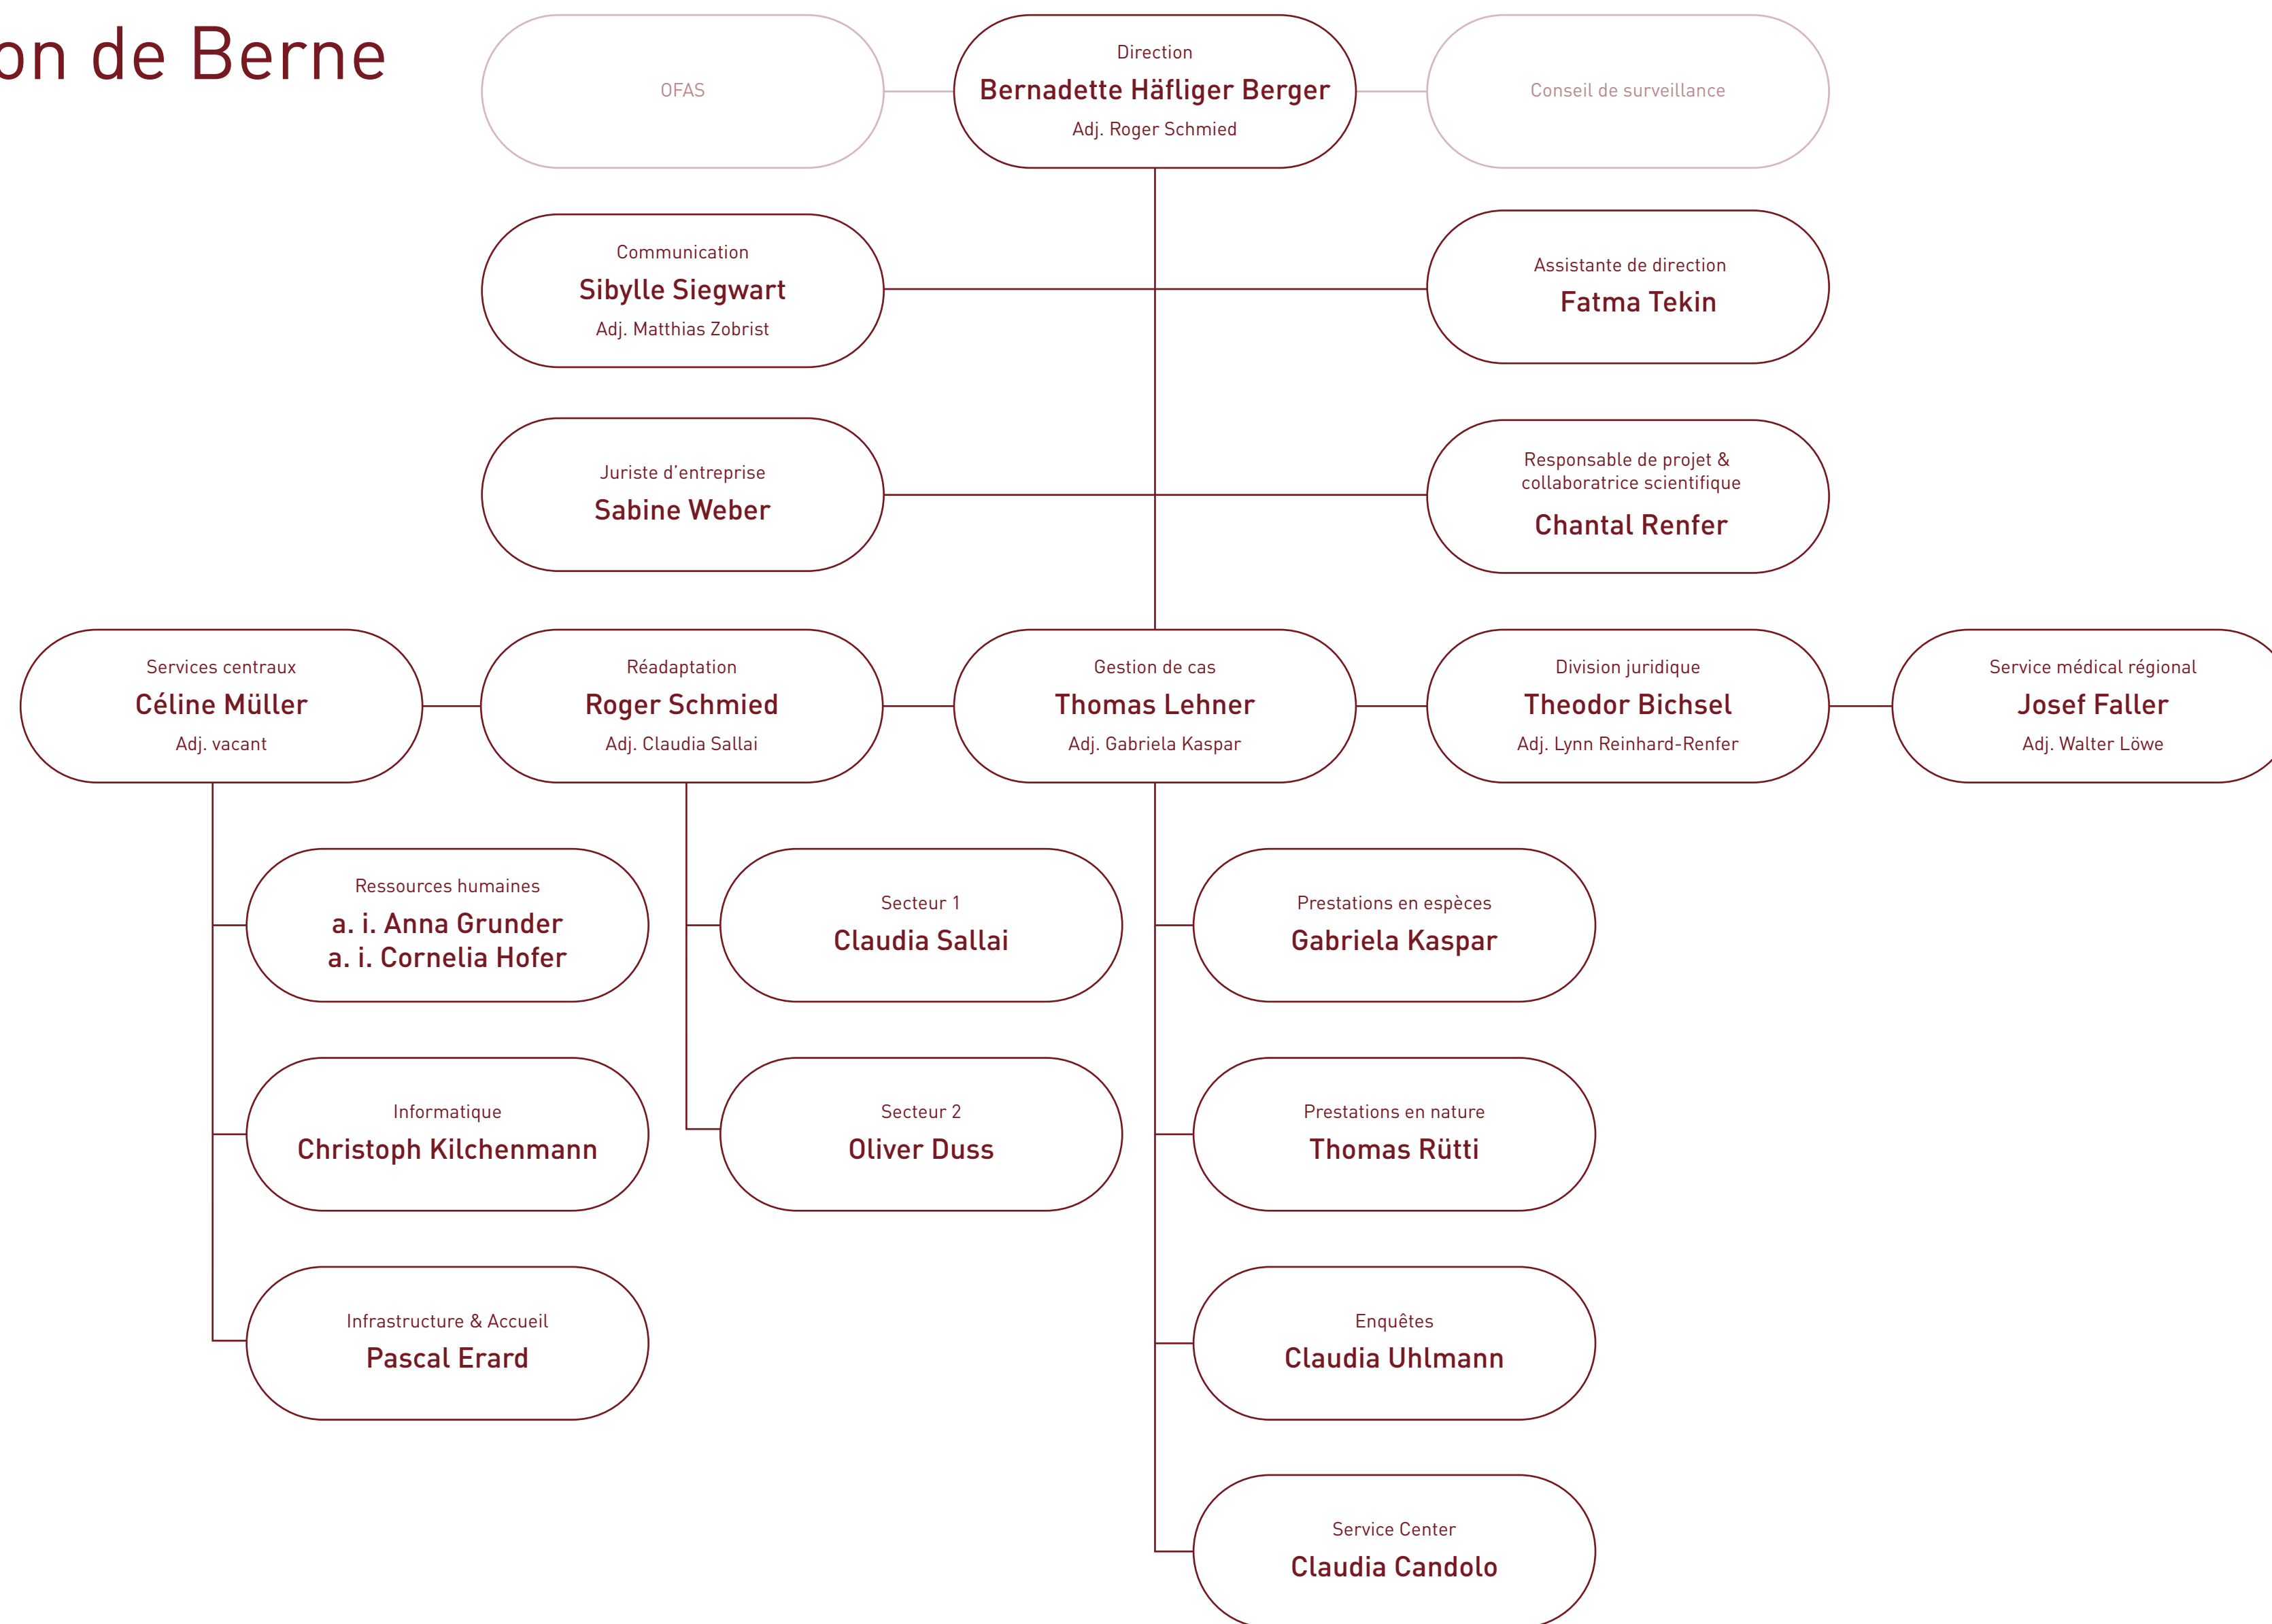 on de Berne
OFAS
Direction
Bernadette Häfliger Berger
Adj. Roger Schmied
Conseil de surveillance
Communication
Sibylle Siegwart
Adj. Matthias Zobrist
Assistante de direction
Fatma Tekin
Juriste d’entreprise
Sabine Weber
Responsable de projet &
collaboratrice scientifique
Chantal Renfer
Services centraux
Céline Müller
Adj. vacant
Réadaptation
Roger Schmied
Adj. Claudia Sallai
Gestion de cas
Thomas Lehner
Adj. Gabriela Kaspar
Division juridique
Theodor Bichsel
Adj. Lynn Reinhard-Renfer
Service médical régional
Josef Faller
Adj. Walter Löwe
Ressources humaines
a. i. Anna Grunder
a. i. Cornelia Hofer
Secteur 1
Claudia Sallai
Prestations en espèces
Gabriela Kaspar
Informatique
Christoph Kilchenmann
Secteur 2
Oliver Duss
Prestations en nature
Thomas Rütti
Infrastructure & Accueil
Pascal Erard
Enquêtes
Claudia Uhlmann
Service Center
Claudia Candolo